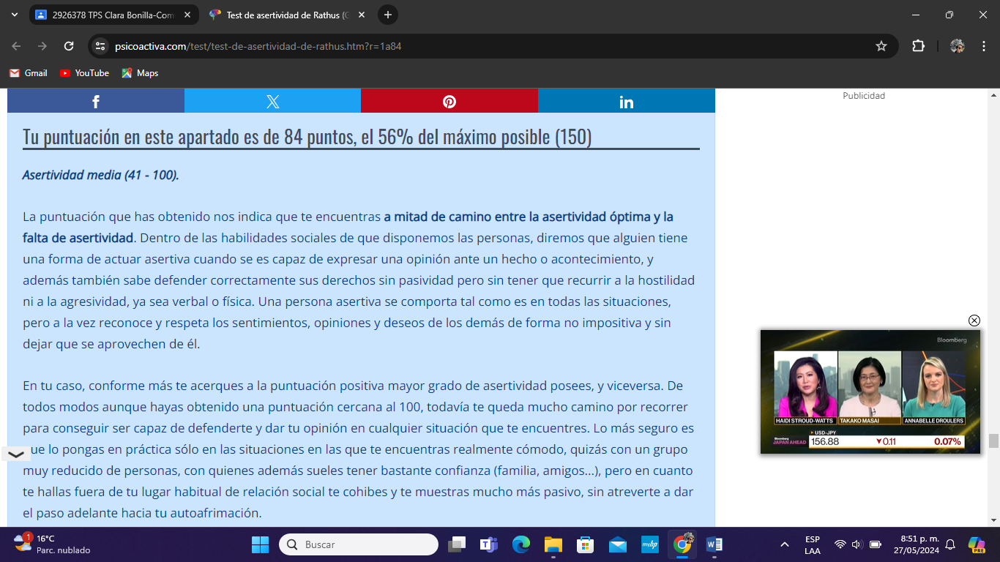 2926378 TPS Clara Bonilla-Com
Test de asertividad de Rathus (
psicoactiva.com/test/test-de-asertividad-de-rathus.htm?r=1a84
Gmail
YouTube
Maps
Publicidad
Tu puntuación en este apartado es de 84 puntos, el 56% del máximo posible (150)
Asertividad media (41 - 100).
La puntuación que has obtenido nos indica que te encuentras a mitad de camino entre la asertividad óptima y la
falta de asertividad. Dentro de las habilidades sociales de que disponemos las personas, diremos que alguien tiene
una forma de actuar asertiva cuando se es capaz de expresar una opinión ante un hecho o acontecimiento, y
además también sabe defender correctamente sus derechos sin pasividad pero sin tener que recurrir a la hostilidad
ni a la agresividad, ya sea verbal o física. Una persona asertiva se comporta tal como es en todas las situaciones,
pero a la vez reconoce y respeta los sentimientos, opiniones y deseos de los demás de forma no impositiva y sin
dejar que se aprovechen de él.
En tu caso, conforme más te acerques a la puntuación positiva mayor grado de asertividad posees, y viceversa. De
todos modos aunque hayas obtenido una puntuación cercana al 100, todavía te queda mucho camino por recorrer
para conseguir ser capaz de defenderte y dar tu opinión en cualquier situación que te encuentres. Lo más seguro es
ue lo pongas en práctica sólo en las situaciones en las que te encuentras realmente cómodo, quizás con un grupo
muy reducido de personas, con quienes además sueles tener bastante confianza (familia, amigos...), pero en cuanto
te hallas fuera de tu lugar habitual de relación social te cohibes y te muestras mucho más pasivo, sin atreverte a dar
el paso adelante hacia tu autoafrimación.
Bloomberg
HAIDI STROUD-WATTS
TAKAKO MASAI
ANNABELLE DROULERS
Bloomberg
JAPAN AHEAD
USD-JPY
156.88
0.11
0.07%
1
16°C
Parc. nublado
Buscar
myhp
ESP
LAA
8:51 p. m.
27/05/2024
PRE